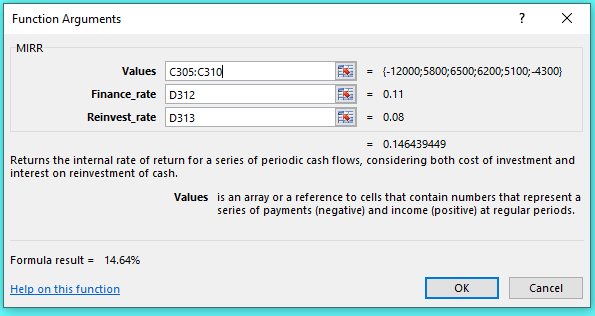 Function Arguments
?
MIRR
Values C305:C310 = {-12000;5800;6500;6200;5100;-4300}
Finance_rate D312 = 0.11
Reinvest_rate D313 = 0.08
= 0.146439449
Returns the internal rate of return for a series of periodic cash flows, considering both cost of investment and
interest on reinvestment of cash.
Values is an array or a reference to cells that contain numbers that represent a
series of payments (negative) and income (positive) at regular periods.
Formula result = 14.64%
Help on this function OK Cancel